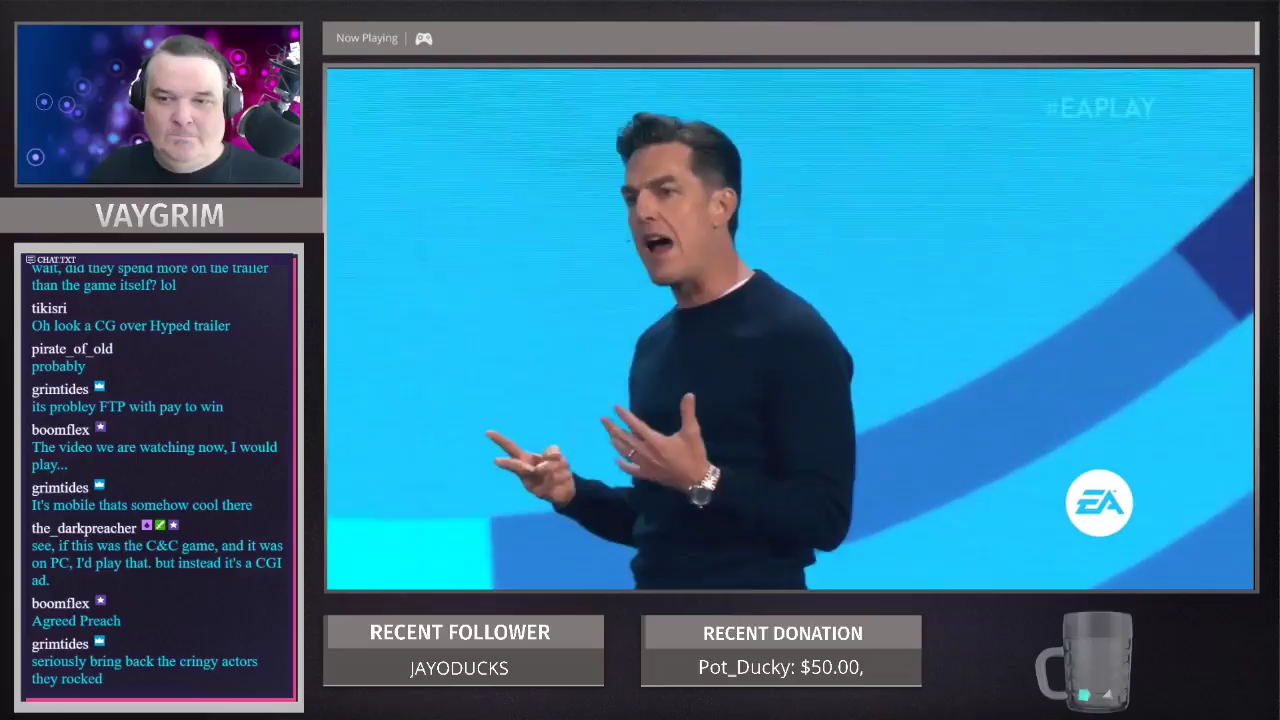 Now Playing
#EAPLAY
VAYGRIM
CHAT.TXT
wait, did they spend more on the trailer
than the game itself? lol
tikisri
Oh look a CG over Hyped trailer
pirate_of_old
probably
grimtides
its probley FTP with pay to win
boomflex
The video we are watching now, I would
play...
grimtides
It's mobile thats somehow cool there
the_darkpreacher
see, if this was the C&C game, and it was
on PC, I'd play that. but instead it's a CGI
ad.
boomflex
Agreed Preach
grimtides
seriously bring back the cringy actors
they rocked
EA
RECENT FOLLOWER
JAYODUCKS
RECENT DONATION
Pot_Ducky: $50.00,